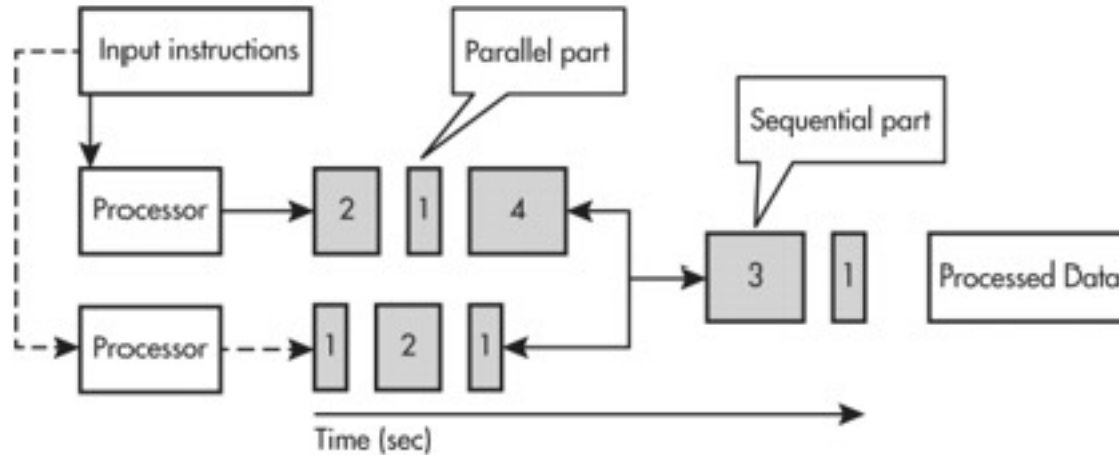 Input instructions
Parallel part
Sequential part
Processor
2
1
4
3
1
Processed Data
Processor
1
2
1
Time (sec)